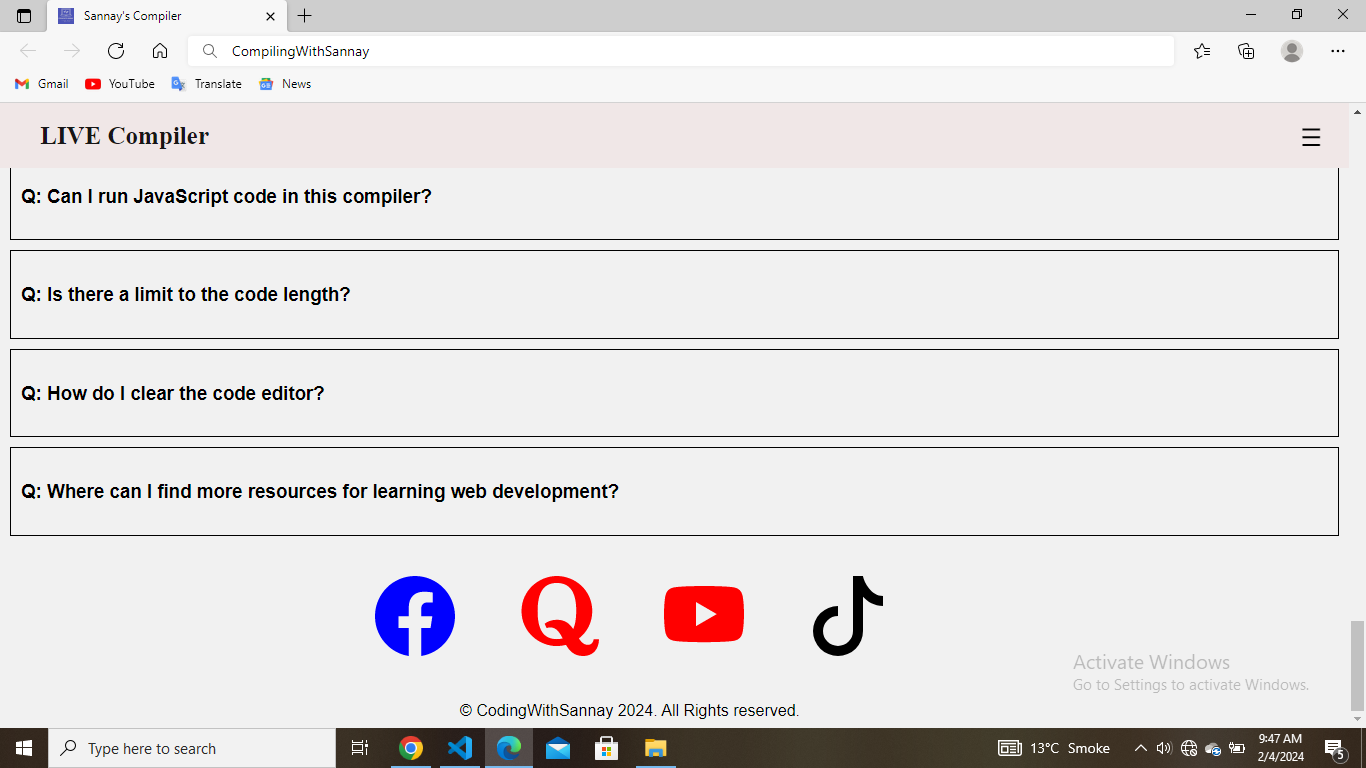 Sannay's Compiler
CompilingWithSannay
Gmail YouTube Translate News
LIVE Compiler
Q: Can I run JavaScript code in this compiler?
Q: Is there a limit to the code length?
Q: How do I clear the code editor?
Q: Where can I find more resources for learning web development?
Activate Windows
Go to Settings to activate Windows.
© CodingWithSannay 2024. All Rights reserved.
Type here to search
13°C Smoke
9:47 AM
2/4/2024
5